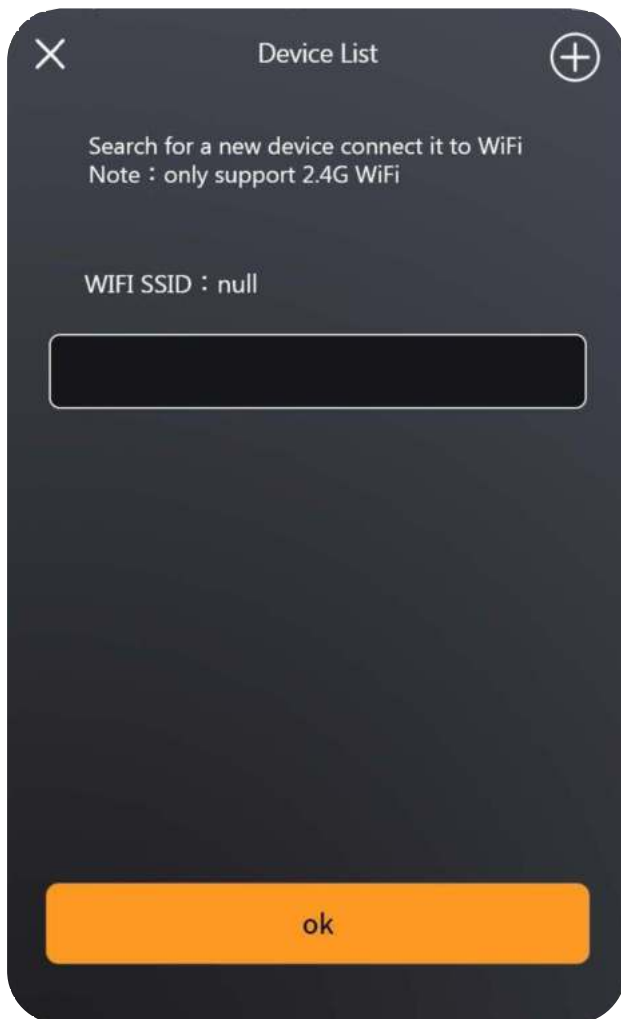 Device List
Search for a new device connect it to WiFi
Note：only support 2.4G WiFi
WIFI SSID：null
ok